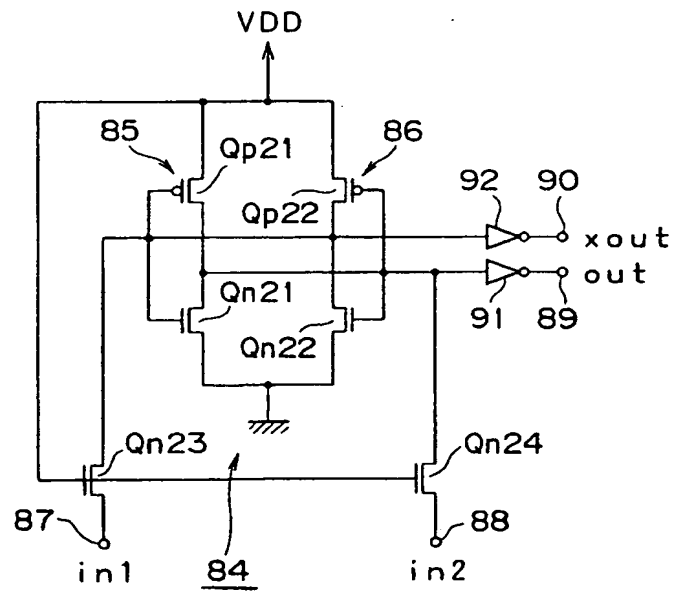 VDD
85
Qp21
86
Qp22
92
90
xout
out
91
89
Qn21
Qn22
Qn23
Qn24
87
88
in1
84
in2